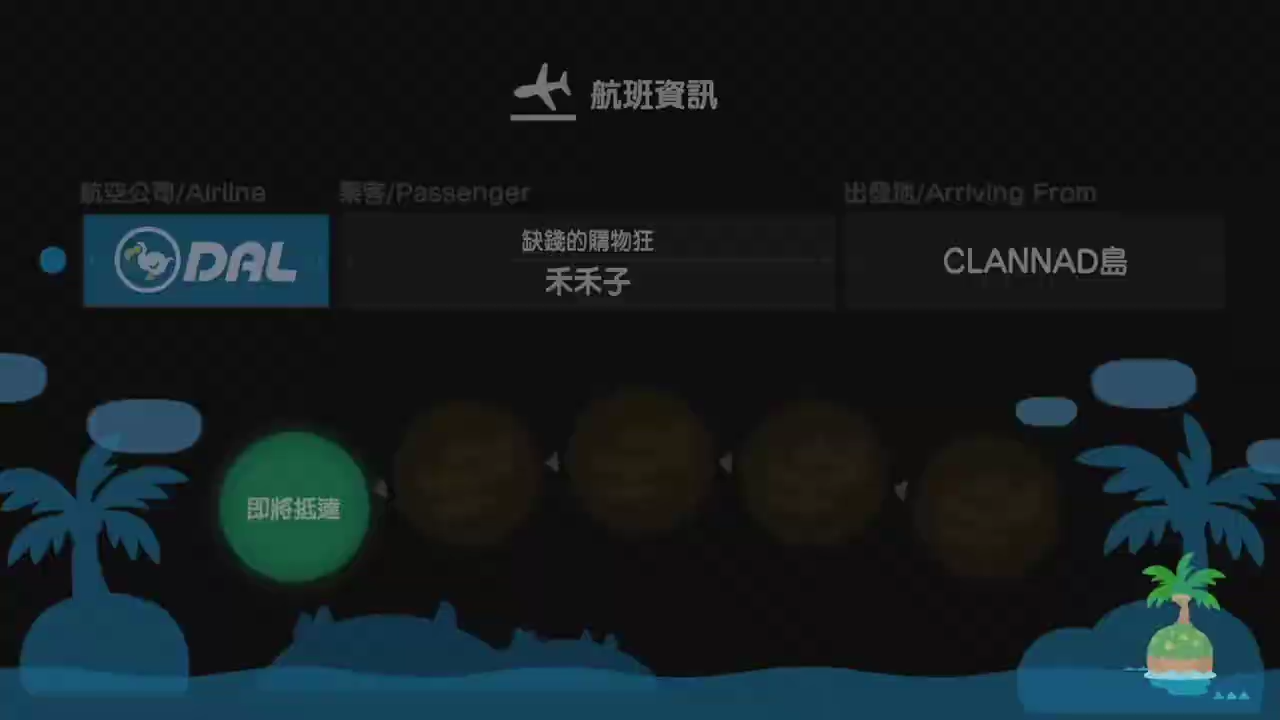 航班資訊
航空公司/Airline
乘客/Passenger
出發地/Arriving From
DAL
缺錢的購物狂
禾禾子
CLANNAD島
即將抵達